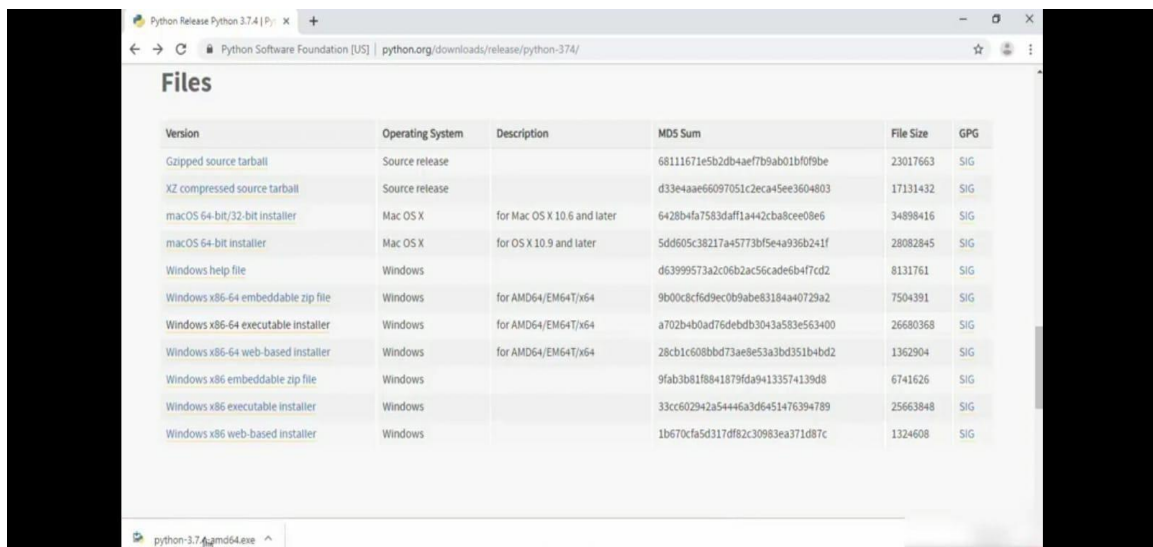 Python Release Python 3.7.4 | Py
Python Software Foundation [US] | python.org/downloads/release/python-374/
Files
Version Operating System Description MD5 Sum File Size GPG
Gzipped source tarball Source release 68111671e5b2db4aef7b9ab01bf0f9be 23017663 SIG
XZ compressed source tarball Source release d33e4aae66097051c2eca45ee3604803 17131432 SIG
macOS 64-bit/32-bit installer Mac OS X for Mac OS X 10.6 and later 6428b4fa7583daff1a442cba8cee08e6 34898416 SIG
macOS 64-bit installer Mac OS X for OS X 10.9 and later 5dd605c38217a45773bf5e4a936b241f 28082845 SIG
Windows help file Windows d63999573a2c06b2ac56cade6b4f7cd2 8131761 SIG
Windows x86-64 embeddable zip file Windows for AMD64/EM64T/x64 9b00c8cf6d9ec0b9abe83184a40729a2 7504391 SIG
Windows x86-64 executable installer Windows for AMD64/EM64T/x64 a702b4b0ad76debdb3043a583e563400 26680368 SIG
Windows x86-64 web-based installer Windows for AMD64/EM64T/x64 28cb1c608bbd73ae8e53a3bd351b4bd2 1362904 SIG
Windows x86 embeddable zip file Windows 9fab3b81f8841879fda94133574139d8 6741626 SIG
Windows x86 executable installer Windows 33cc602942a54446a3d6451476394789 25663848 SIG
Windows x86 web-based installer Windows 1b670cfa5d317df82c30983ea371d87c 1324608 SIG
python-3.7.4-amd64.exe